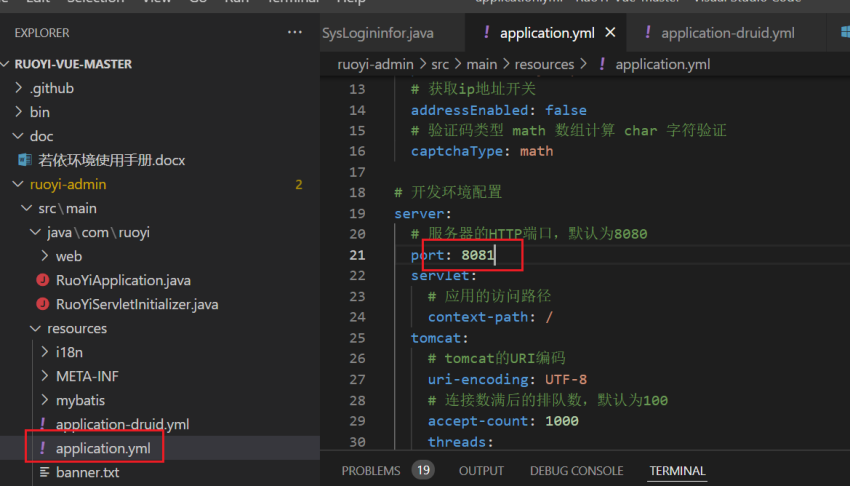 Terminal
EXPLORER
SysLogininfor.java
! application.yml
! application-druid.yml
RUOYI-VUE-MASTER
ruoyi-admin > src > main > resources > ! application.yml
.github
bin
doc
若依环境使用手册.docx
ruoyi-admin 2
src\main
java\com\ruoyi
web
RuoYiApplication.java
RuoYiServletInitializer.java
resources
i18n
META-INF
mybatis
! application-druid.yml
! application.yml
banner.txt
13 # 获取ip地址开关
14 addressEnabled: false
15 # 验证码类型 math 数组计算 char 字符验证
16 captchaType: math
17
18 # 开发环境配置
19 server:
20 # 服务器的HTTP端口，默认为8080
21 port: 8081
22 servlet:
23 # 应用的访问路径
24 context-path: /
25 tomcat:
26 # tomcat的URI编码
27 uri-encoding: UTF-8
28 # 连接数满后的排队数，默认为100
29 accept-count: 1000
30 threads:
PROBLEMS 19 OUTPUT DEBUG CONSOLE TERMINAL